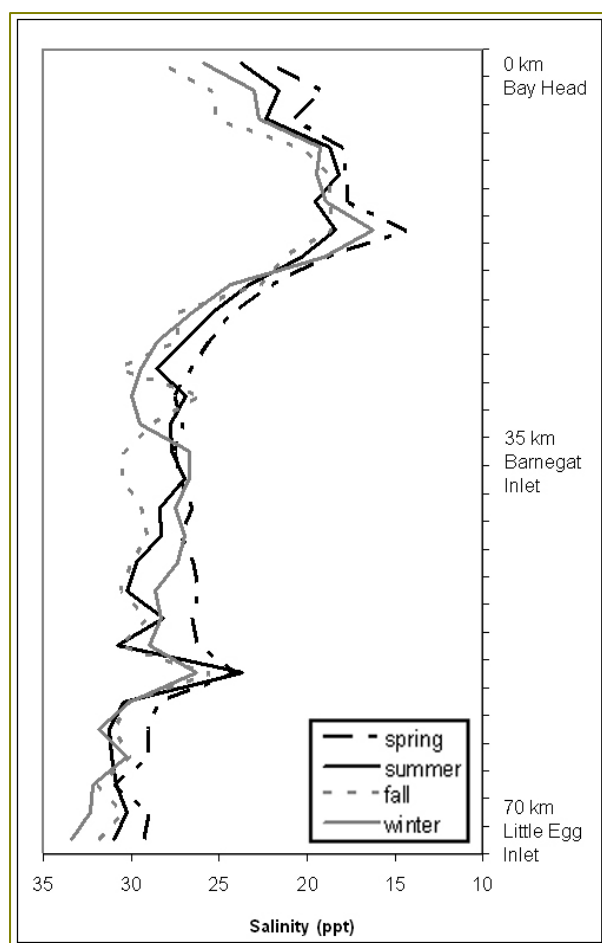 0 km
Bay Head
35 km
Barnegat
Inlet
spring
summer
fall
winter
70 km
Little Egg
Inlet
35 30 25 20 15 10
Salinity (ppt)